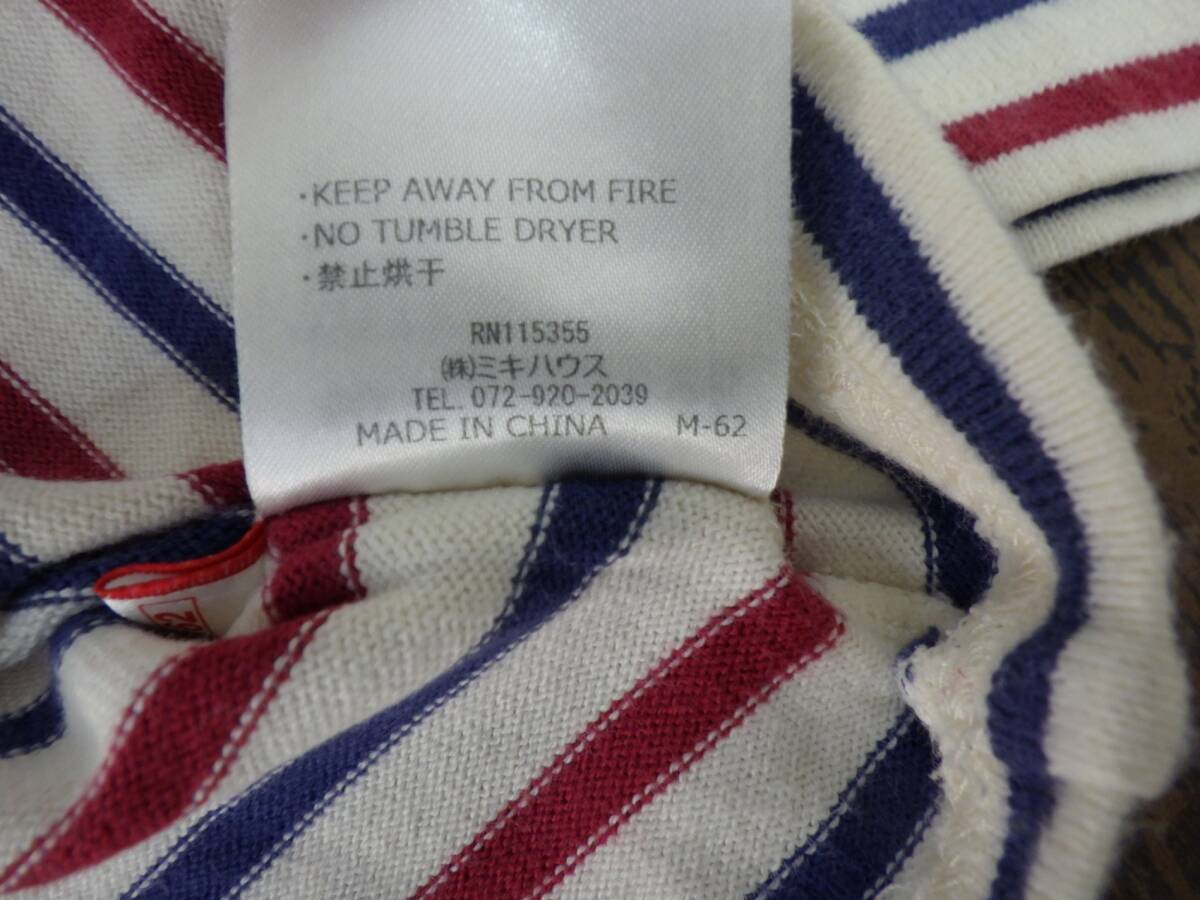 ·KEEP AWAY FROM FIRE
·NO TUMBLE DRYER
·禁止烘干
RN115355
㈱ミキハウス
TEL.072-920-2039
MADE IN CHINA M-62